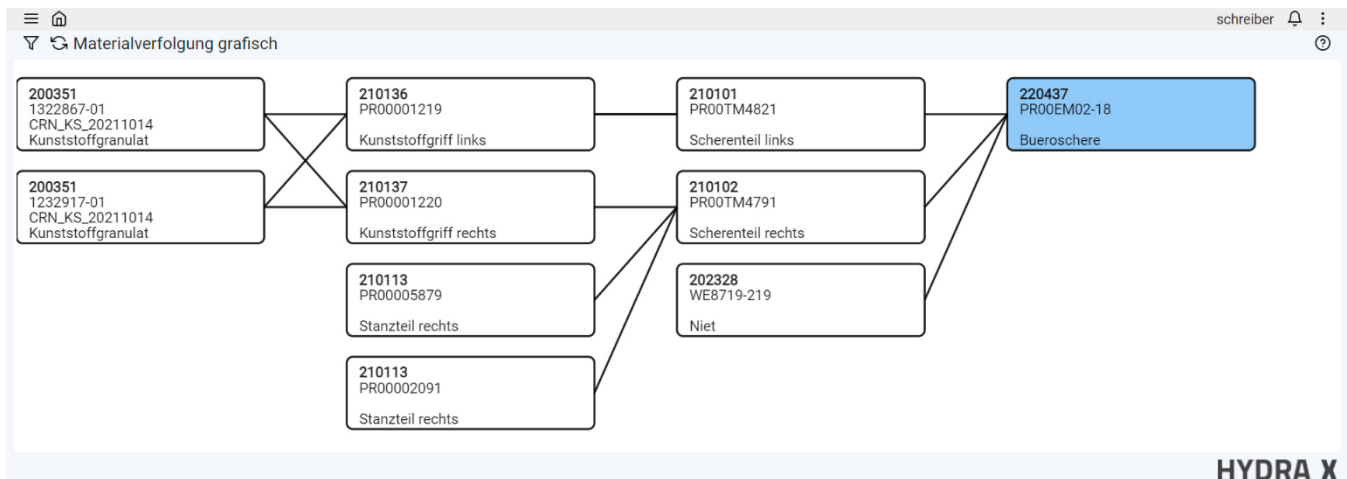 schreiber
Materialverfolgung grafisch
200351
1322867-01
CRN_KS_20211014
Kunststoffgranulat
210136
PR00001219
Kunststoffgriff links
210101
PR00TM4821
Scherenteil links
220437
PR00EM02-18
Bueroschere
200351
1232917-01
CRN_KS_20211014
Kunststoffgranulat
210137
PR00001220
Kunststoffgriff rechts
210102
PR00TM4791
Scherenteil rechts
210113
PR00005879
Stanzteil rechts
202328
WE8719-219
Niet
210113
PR00002091
Stanzteil rechts
HYDRA X